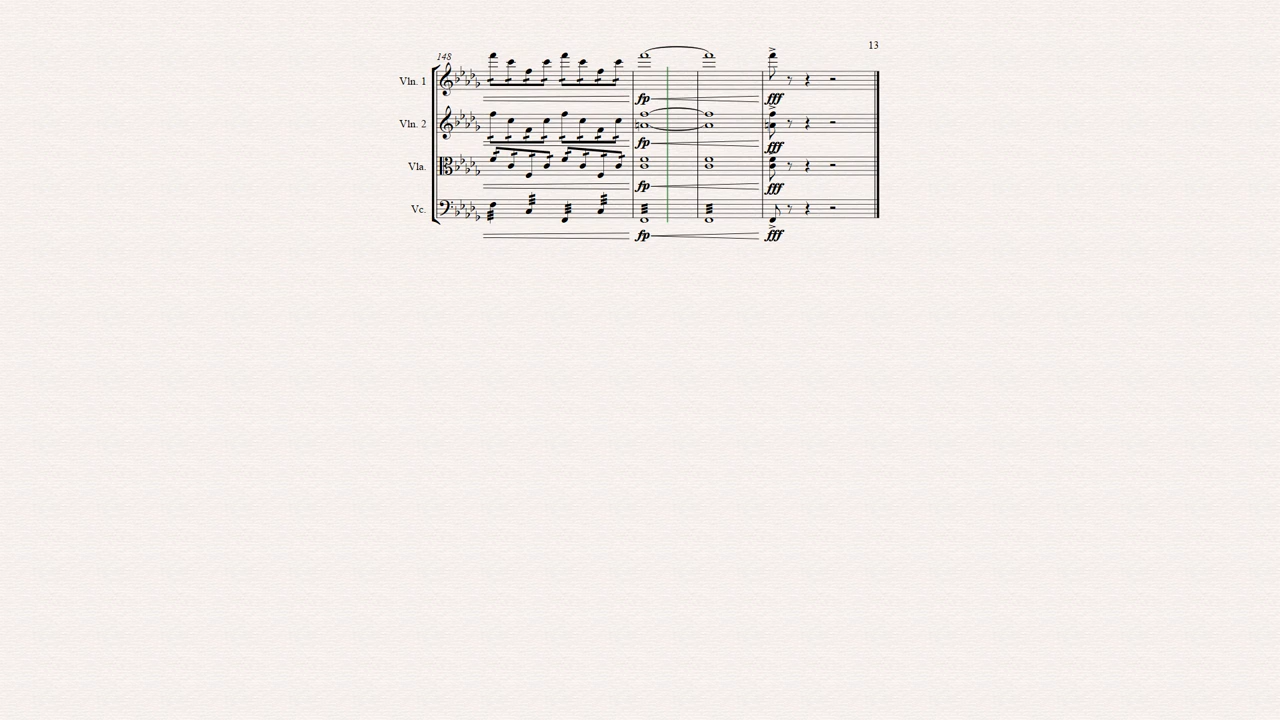 13
148
Vln. 1
fp fff
Vln. 2
fp fff
Vla.
fp fff
Vc.
fp fff